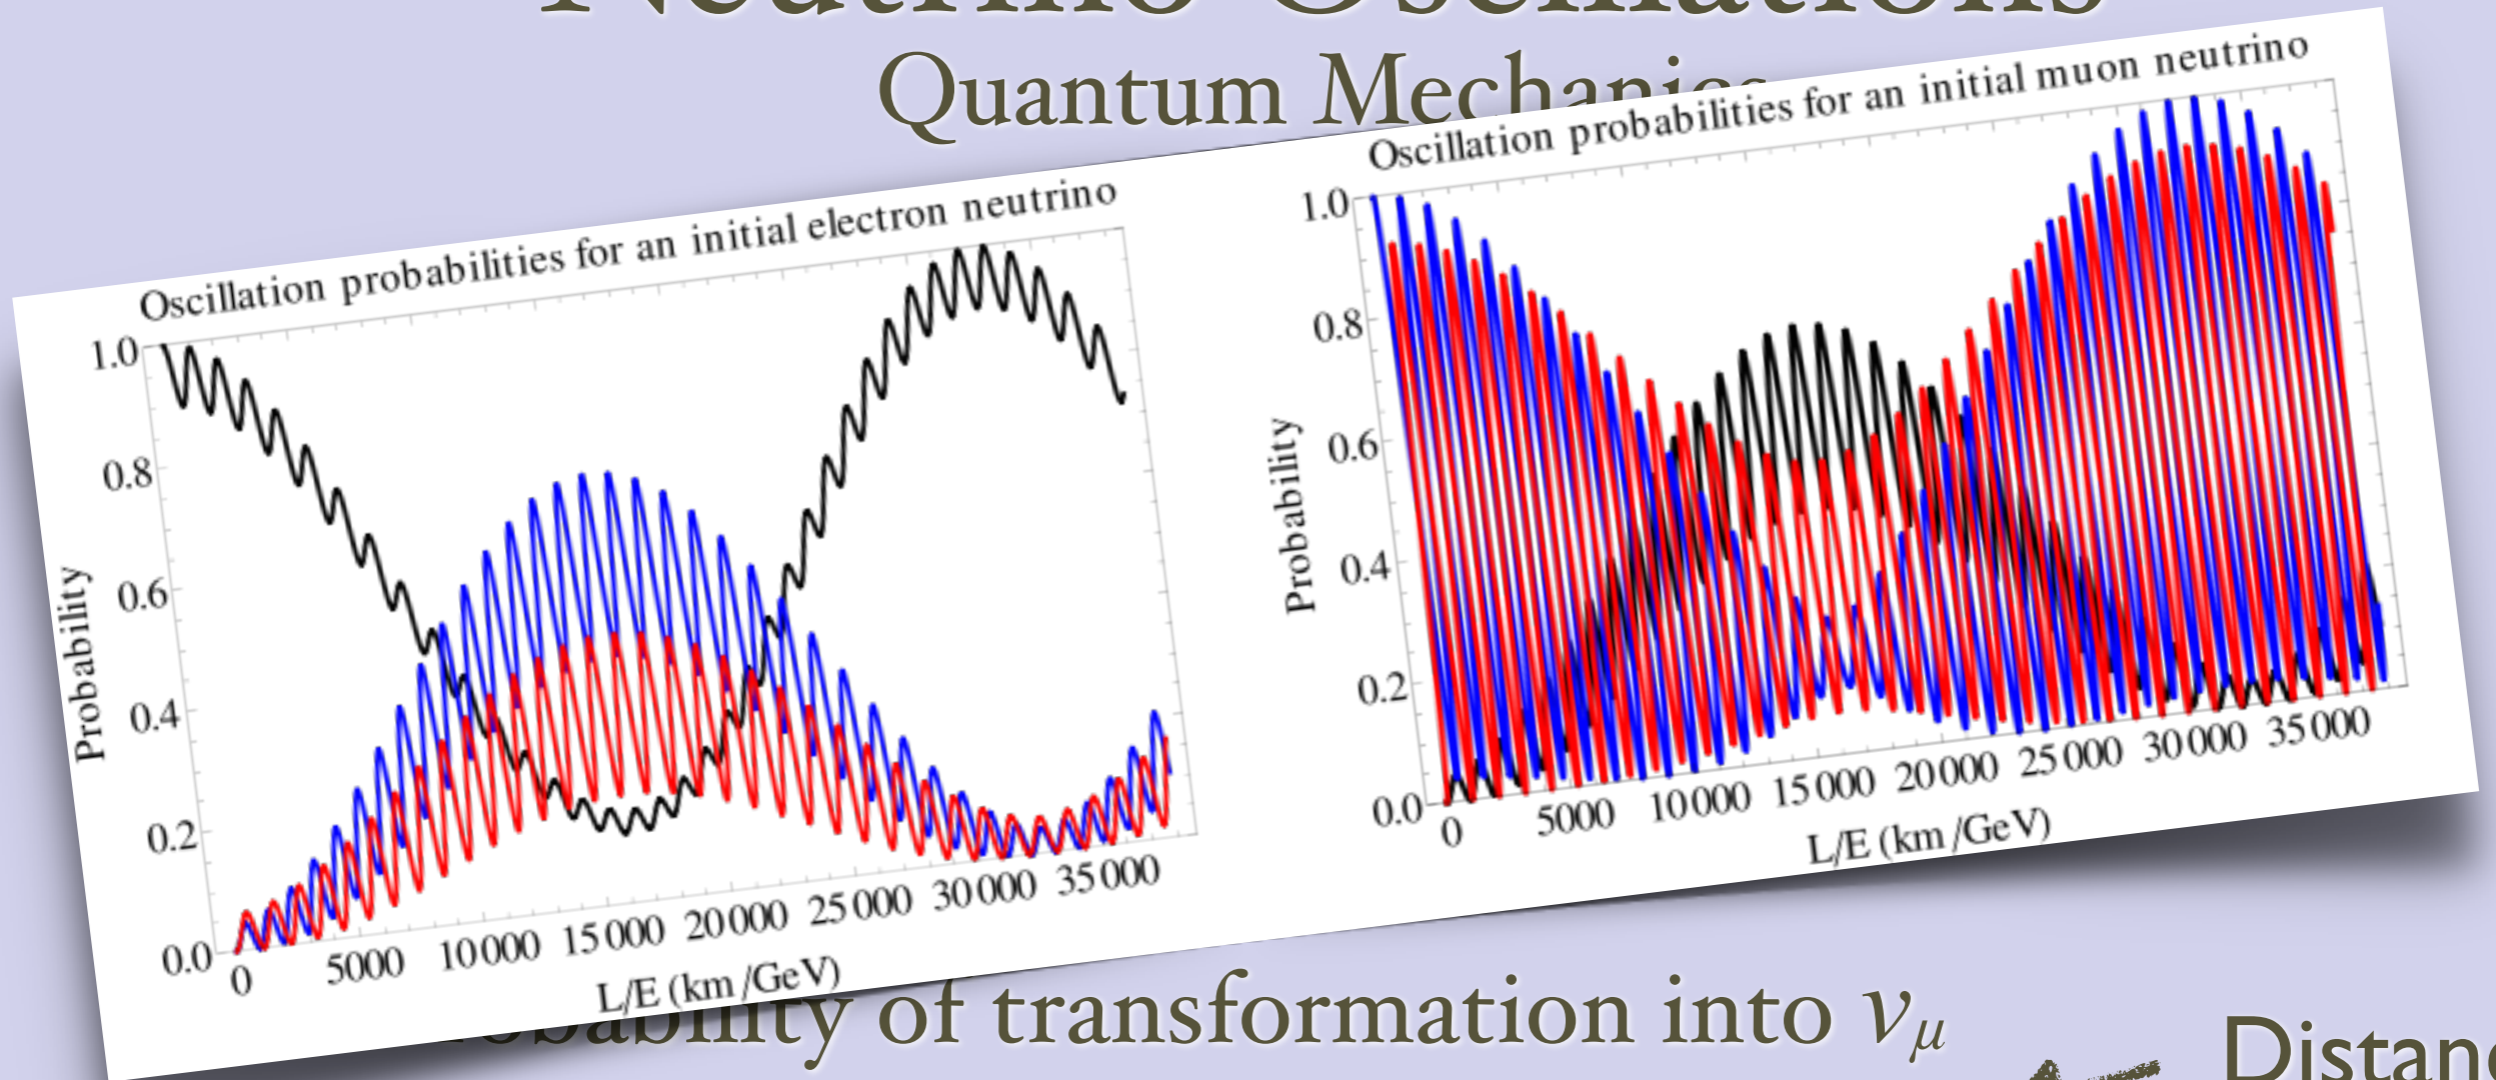 Neutrino Oscillations
Quantum Mechanics
Oscillation probabilities for an initial electron neutrino
1.0
0.8
0.6
0.4
0.2
0.0
Probability
0 5000 10000 15000 20000 25000 30000 35000
L/E (km/GeV)
Oscillation probabilities for an initial muon neutrino
1.0
0.8
0.6
0.4
0.2
0.0
Probability
0 5000 10000 15000 20000 25000 30000 35000
L/E (km/GeV)
of transformation into νμ